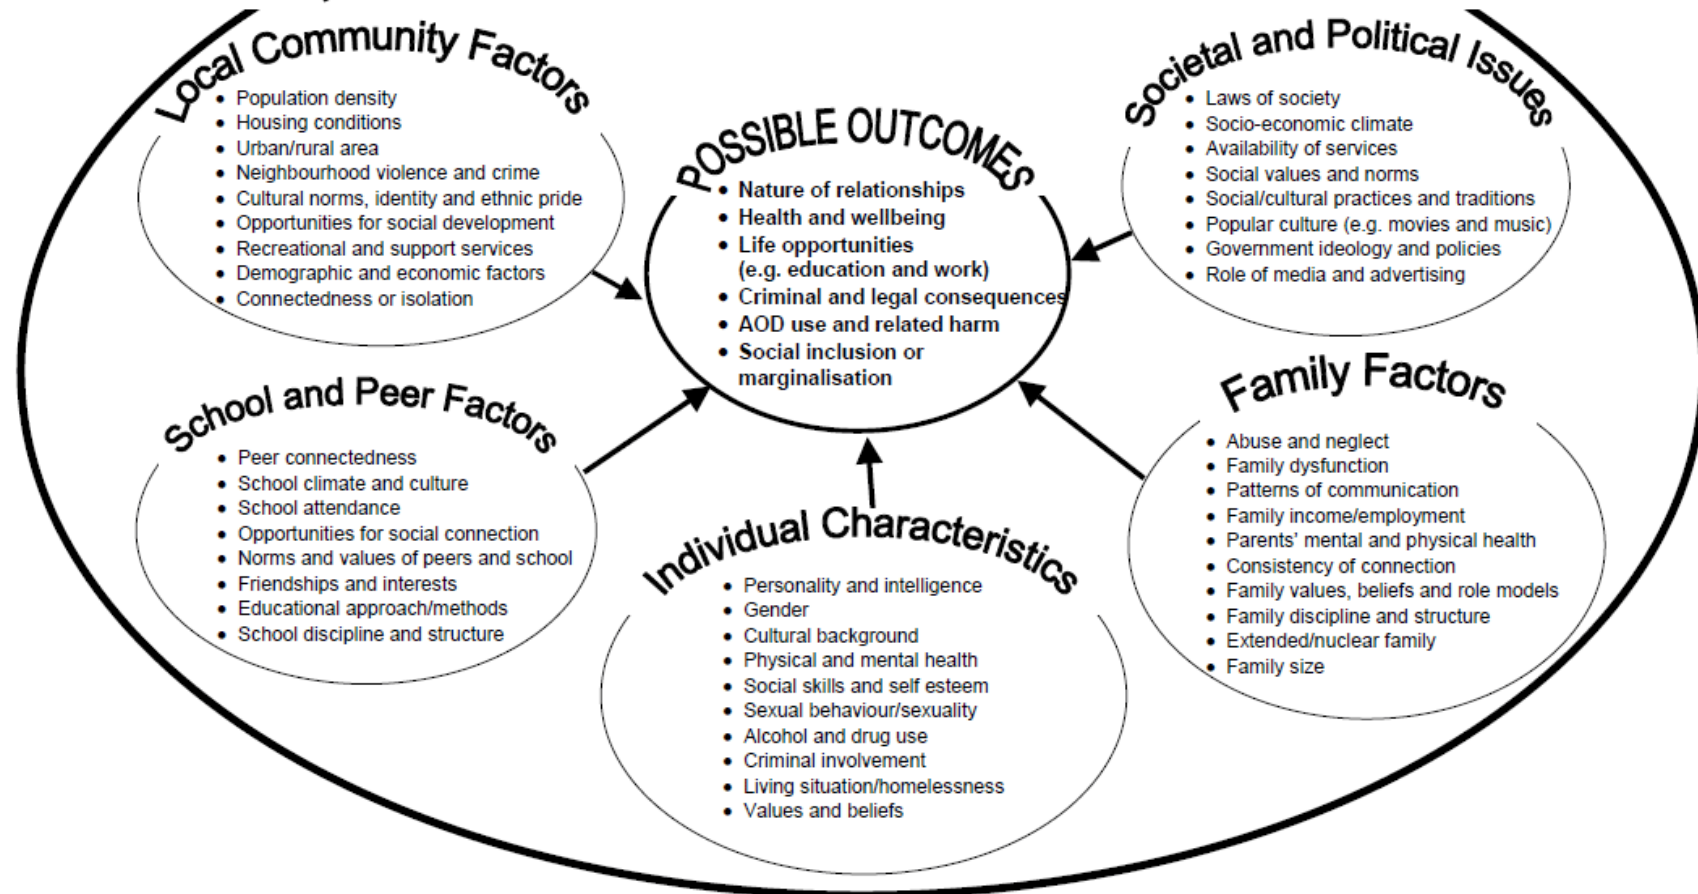 Local Community Factors
• Population density
• Housing conditions
• Urban/rural area
• Neighbourhood violence and crime
• Cultural norms, identity and ethnic pride
• Opportunities for social development
• Recreational and support services
• Demographic and economic factors
• Connectedness or isolation
POSSIBLE OUTCOMES
• Nature of relationships
• Health and wellbeing
• Life opportunities
(e.g. education and work)
• Criminal and legal consequences
• AOD use and related harm
• Social inclusion or
marginalisation
Societal and Political Issues
• Laws of society
• Socio-economic climate
• Availability of services
• Social values and norms
• Social/cultural practices and traditions
• Popular culture (e.g. movies and music)
• Government ideology and policies
• Role of media and advertising
School and Peer Factors
• Peer connectedness
• School climate and culture
• School attendance
• Opportunities for social connection
• Norms and values of peers and school
• Friendships and interests
• Educational approach/methods
• School discipline and structure
Individual Characteristics
• Personality and intelligence
• Gender
• Cultural background
• Physical and mental health
• Social skills and self esteem
• Sexual behaviour/sexuality
• Alcohol and drug use
• Criminal involvement
• Living situation/homelessness
• Values and beliefs
Family Factors
• Abuse and neglect
• Family dysfunction
• Patterns of communication
• Family income/employment
• Parents' mental and physical health
• Consistency of connection
• Family values, beliefs and role models
• Family discipline and structure
• Extended/nuclear family
• Family size